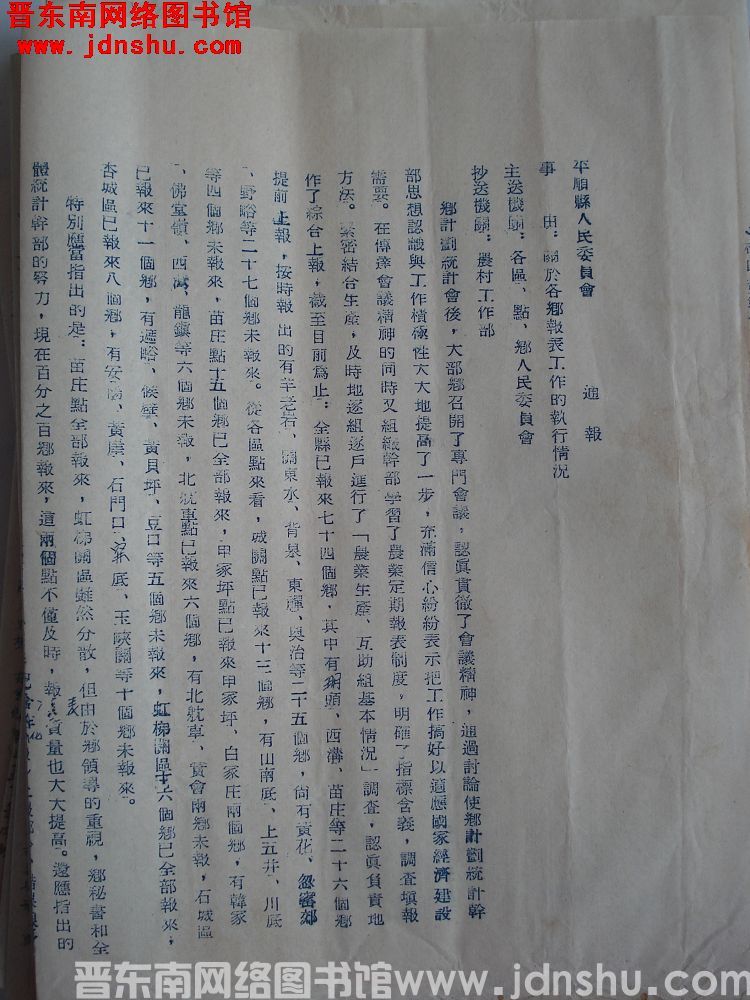 晋东南网络图书馆
www.jdnshu.com
平順縣人民委員會　通報
事　由：關於各鄉報表工作的执行情况
主送機關：各區、點、鄉人民委員會
抄送機關：農村工作部
鄉計劃統計會後，大部鄉召開了專門會議，認眞貫徹了會議精神，通過討論使鄉計劃統計幹
部思想認識與工作積極性大大地提高了一步，充滿信心紛紛表示把工作搞好以適應國家經濟建設
需要。在傳達會議精神的同時又組織幹部学習了農業定期報表制度，明確了指標含義，調査填報
方法。緊密結合生產，及時地逐組逐戶進行了「農業生產、互助組基本情况」調査，認眞負責地
作了綜合上報，截至目前爲止：全縣已報來七十四個鄉，其中有 西溝、苗庄等二十六個鄉
提前上報，按時報出的有羊老岩、關東水、背泉、東 、奥治等二十五個鄉，尙有黃花、
、野峪等二十七個鄉未報來。從各區點來看，城關點已報來十三個鄉，有山南底、上五井、川底
等四個鄉未報來，苗庄點十五個鄉已全部報來，申家坪點已報來申家坪、白家庄兩個鄉，有韓家
、佛堂嶺、西灣、龍鎭等六個鄉未報，北躭車點已報來六個鄉，有北躭車、實會兩鄉未報，石城區
已報來十一個鄉，有遮峪、候壁、黃貝坪、豆口等五個鄉未報來，虹梯關區十六個鄉已全部報來，
杏城區已報來八個鄉，有安 、黃崖、石門口、 底、玉峽關等十個鄉未報來。
特別應當指出的是：苗庄點全部報來，虹梯關區雖然分散，但由於鄉領導的重視，鄉秘書和全
體統計幹部的努力，現在百分之百鄉報來，這兩個點不僅及時，報表質量也大大提高。還應指出的
晋东南网络图书馆www.jdnshu.com